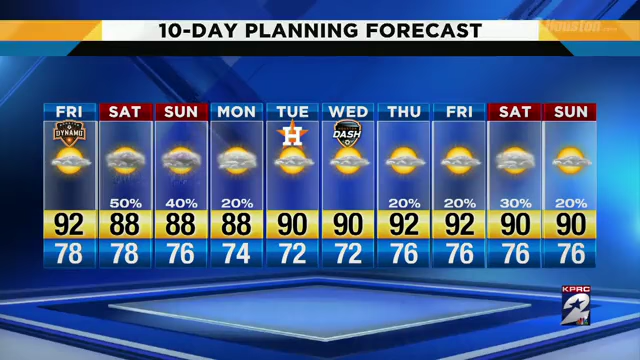 Houston
10-DAY PLANNING FORECAST
FRI SAT SUN MON TUE WED THU FRI SAT SUN
DYNAMO H DASH
50% 40% 20% 20% 20% 30% 20%
92 88 88 88 90 90 92 92 90 90
78 78 76 74 72 72 76 76 76 76
KPRC
2